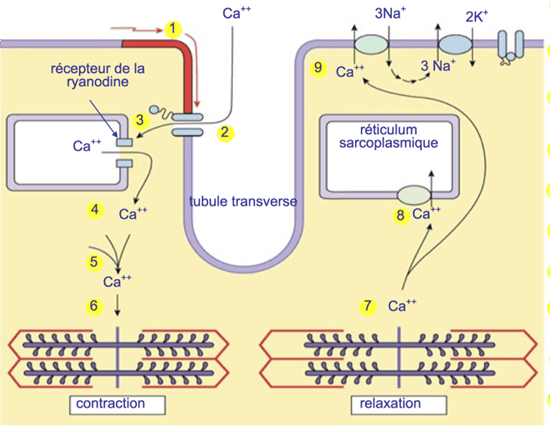 1
Ca++
3Na+
2K+
9
Ca++
3 Na+
récepteur de la
ryanodine
3
2
Ca++
réticulum
sarcoplasmique
tubule transverse
4
Ca++
8
Ca++
5
Ca++
6
7
Ca++
contraction
relaxation